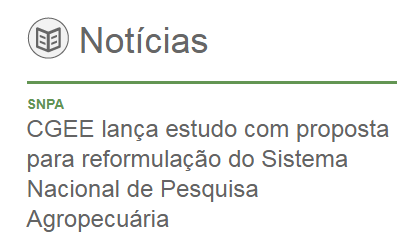 Notícias
SNPA
CGEE lança estudo com proposta
para reformulação do Sistema
Nacional de Pesquisa
Agropecuária